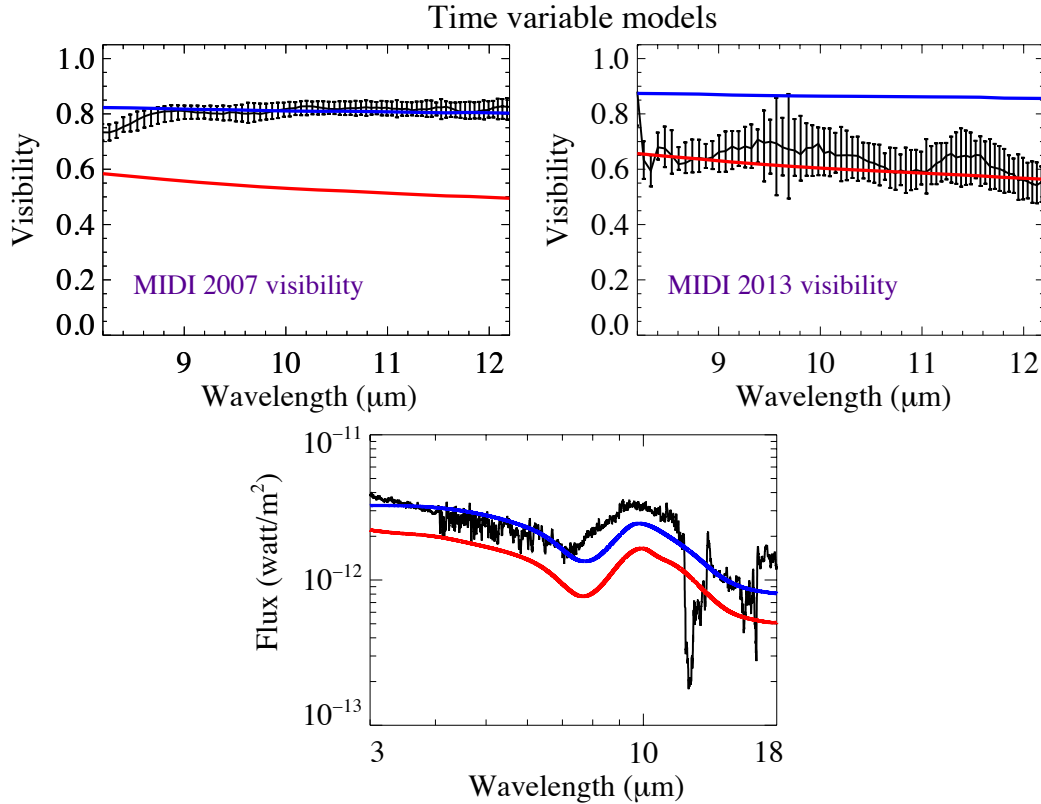 Time variable models
1.0
0.8
0.6
0.4
0.2
0.0
Visibility
MIDI 2007 visibility
9
10
11
12
Wavelength (μm)
1.0
0.8
0.6
0.4
0.2
0.0
Visibility
MIDI 2013 visibility
9
10
11
12
Wavelength (μm)
10⁻¹¹
10⁻¹²
10⁻¹³
Flux (watt/m²)
3
10
18
Wavelength (μm)